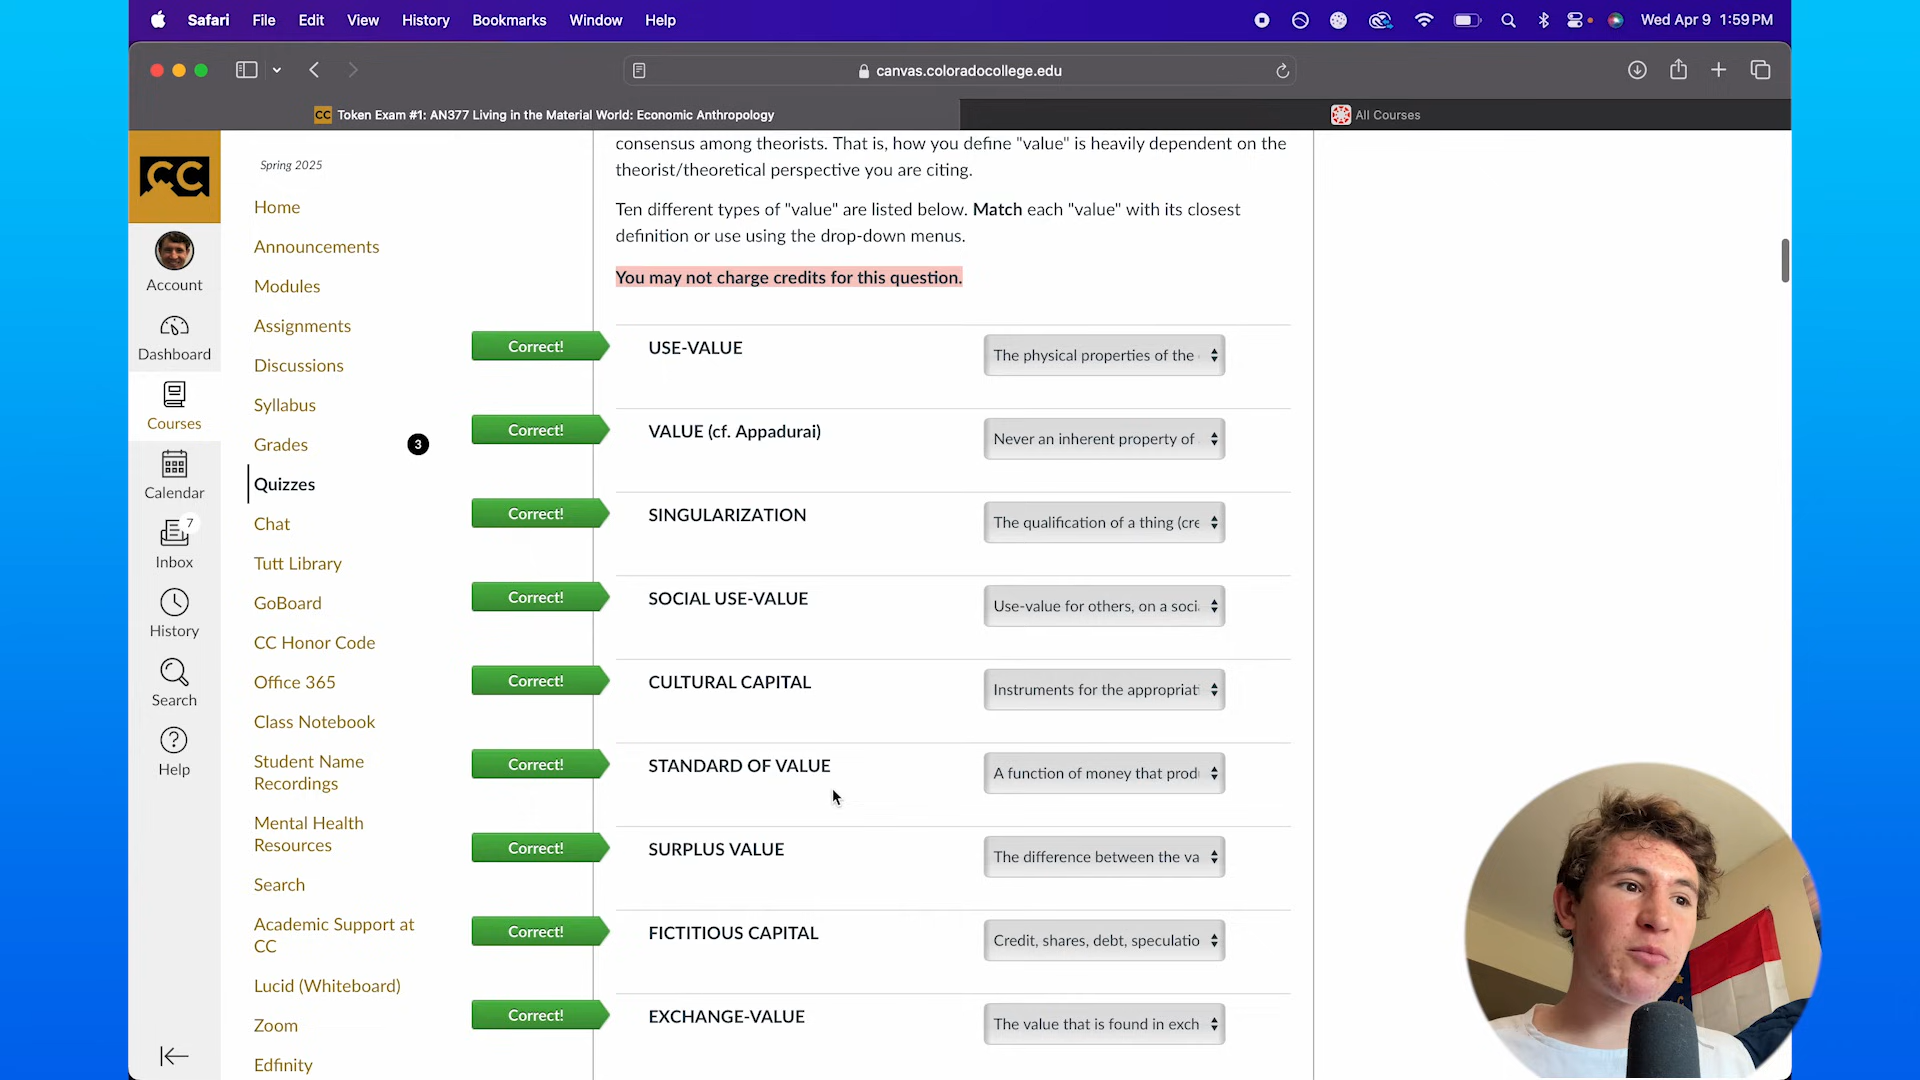 Safari File Edit View History Bookmarks Window Help
Wed Apr 9 1:59 PM
canvas.coloradocollege.edu
CC Token Exam #1: AN377 Living in the Material World: Economic Anthropology
All Courses
CC
Account
Dashboard
Courses
Calendar
7
Inbox
History
Search
Help
Spring 2025
Home
Announcements
Modules
Assignments
Discussions
Syllabus
Grades
3
Quizzes
Chat
Tutt Library
GoBoard
CC Honor Code
Office 365
Class Notebook
Student Name
Recordings
Mental Health
Resources
Search
Academic Support at
CC
Lucid (Whiteboard)
Zoom
Edfinity
consensus among theorists. That is, how you define "value" is heavily dependent on the
theorist/theoretical perspective you are citing.
Ten different types of "value" are listed below. Match each "value" with its closest
definition or use using the drop-down menus.
You may not charge credits for this question.
Correct! USE-VALUE The physical properties of the
Correct! VALUE (cf. Appadurai) Never an inherent property of
Correct! SINGULARIZATION The qualification of a thing (cre
Correct! SOCIAL USE-VALUE Use-value for others, on a soci
Correct! CULTURAL CAPITAL Instruments for the appropriat
Correct! STANDARD OF VALUE A function of money that prod
Correct! SURPLUS VALUE The difference between the va
Correct! FICTITIOUS CAPITAL Credit, shares, debt, speculatio
Correct! EXCHANGE-VALUE The value that is found in exch